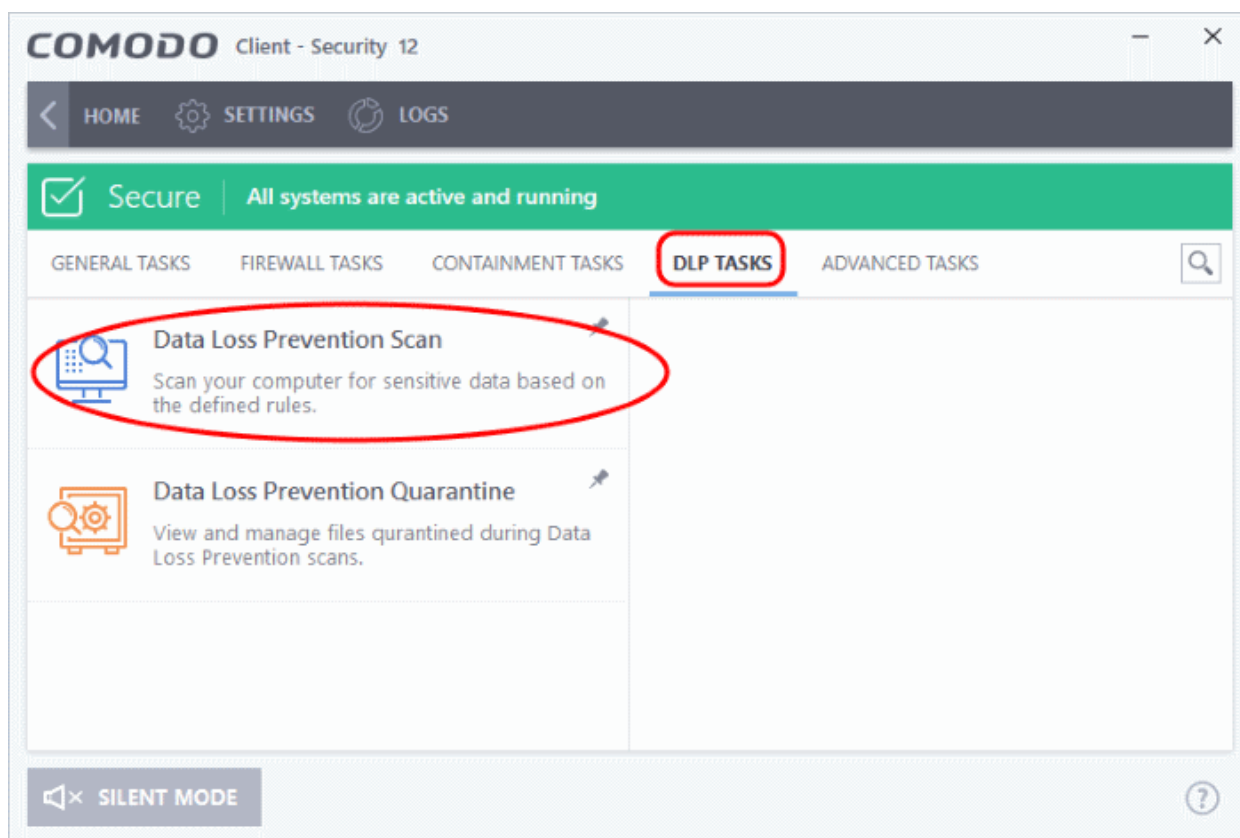 COMODO Client - Security 12
HOME SETTINGS LOGS
Secure All systems are active and running
GENERAL TASKS FIREWALL TASKS CONTAINMENT TASKS DLP TASKS ADVANCED TASKS
Data Loss Prevention Scan
Scan your computer for sensitive data based on
the defined rules.
Data Loss Prevention Quarantine
View and manage files qurantined during Data
Loss Prevention scans.
SILENT MODE
?